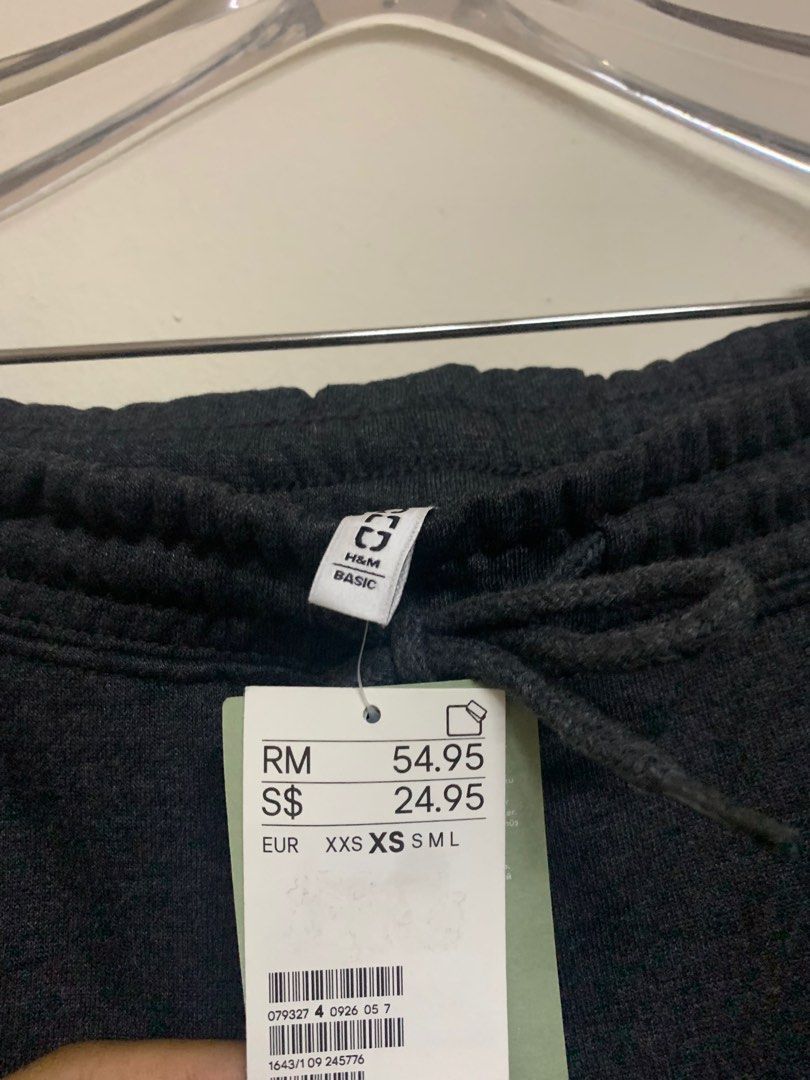 H&M
BASIC
RM 54.95
S$ 24.95
EUR XXS XS S M L
079327 4 0926 05 7
1643/1 09 245776